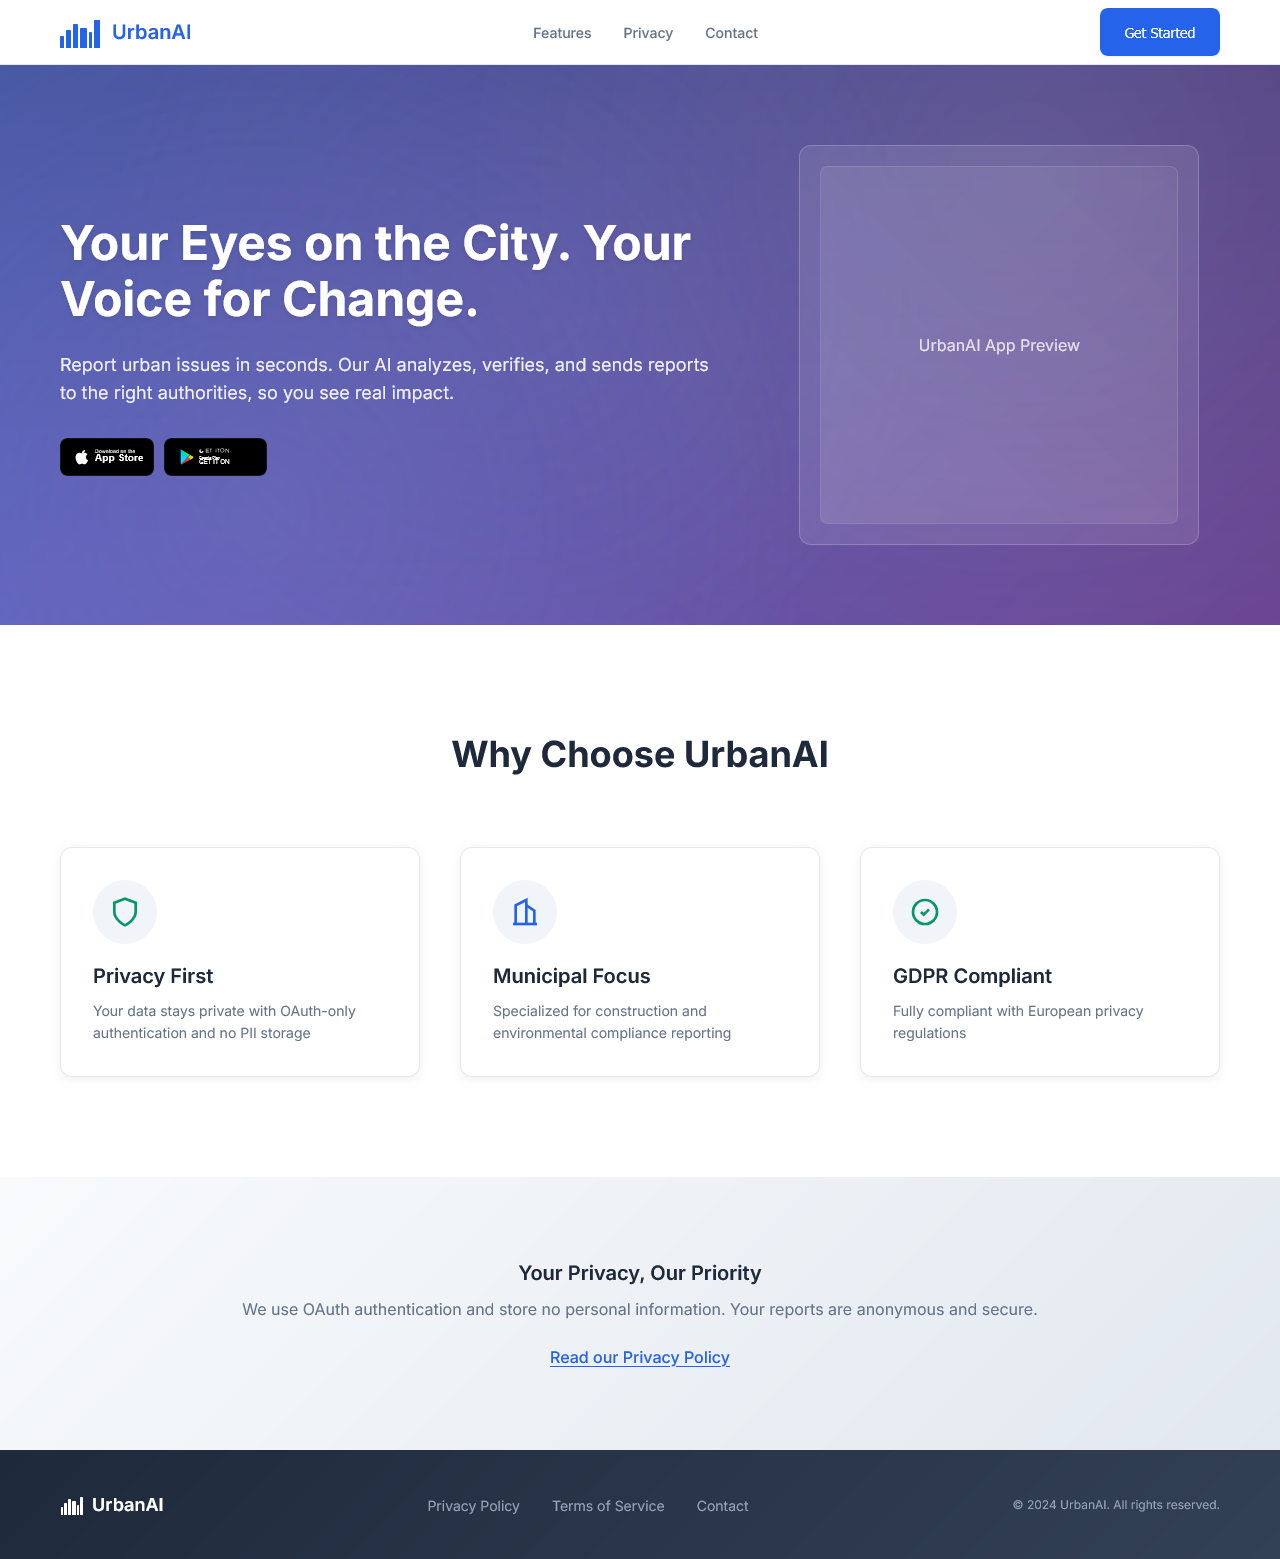 UrbanAI
Features
Privacy
Contact
Get Started
Your Eyes on the City. Your
Voice for Change.
Report urban issues in seconds. Our AI analyzes, verifies, and sends reports
to the right authorities, so you see real impact.
Download on the
App Store
GET IT ON
GET IT ON
UrbanAI App Preview
Why Choose UrbanAI
Privacy First
Your data stays private with OAuth-only
authentication and no PII storage
Municipal Focus
Specialized for construction and
environmental compliance reporting
GDPR Compliant
Fully compliant with European privacy
regulations
Your Privacy, Our Priority
We use OAuth authentication and store no personal information. Your reports are anonymous and secure.
Read our Privacy Policy
UrbanAI
Privacy Policy
Terms of Service
Contact
© 2024 UrbanAI. All rights reserved.